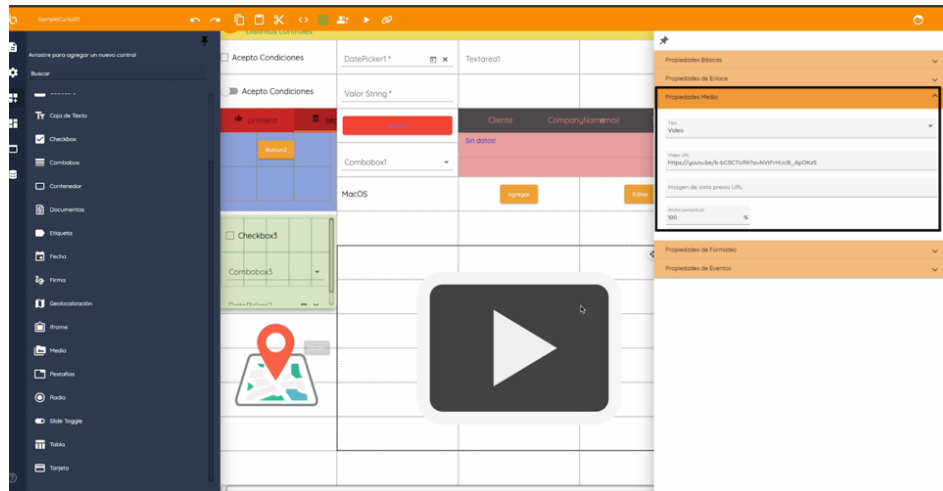 SampleCurso01
Arrastre para agregar un nuevo control
Buscar
Caja de Texto
Checkbox
Combobox
Contenedor
Documentos
Etiqueta
Fecha
Firma
Geolocalización
Iframe
Media
Pestañas
Radio
Slide Toggle
Tabla
Tarjeta
Distintos Controles
Acepto Condiciones
DatePicker1 *
Textarea1
Acepto Condiciones
Valor String *
primera
Cliente
CompanyName
email
Button2
Sin datos!
Combobox1
MacOS
Agregar
Editar
Checkbox3
Combobox3
DatePicker2
Propiedades Básicas
Propiedades de Enlace
Propiedades Media
Tipo
Video
Video URL
Imagen de vista previa URL
Ancho porcentual
100 %
Propiedades de Formateo
Propiedades de Eventos